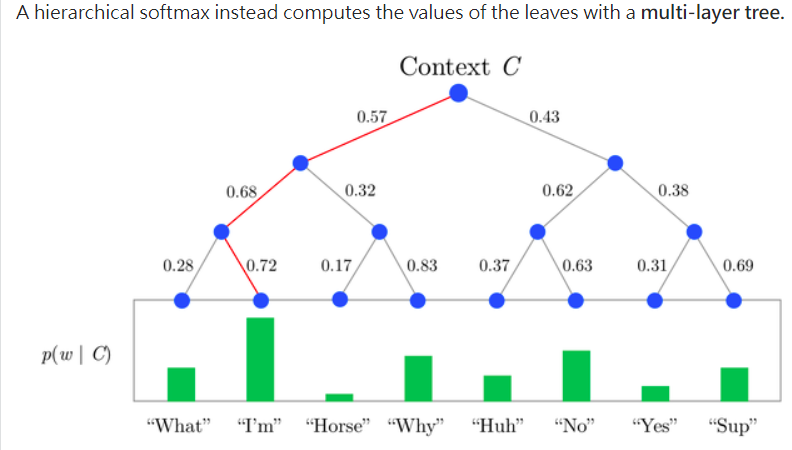 A hierarchical softmax instead computes the values of the leaves with a multi-layer tree.
Context C
0.57 0.43
0.68 0.32 0.62 0.38
0.28 0.72 0.17 0.83 0.37 0.63 0.31 0.69
p(w | C)
“What” “I’m” “Horse” “Why” “Huh” “No” “Yes” “Sup”